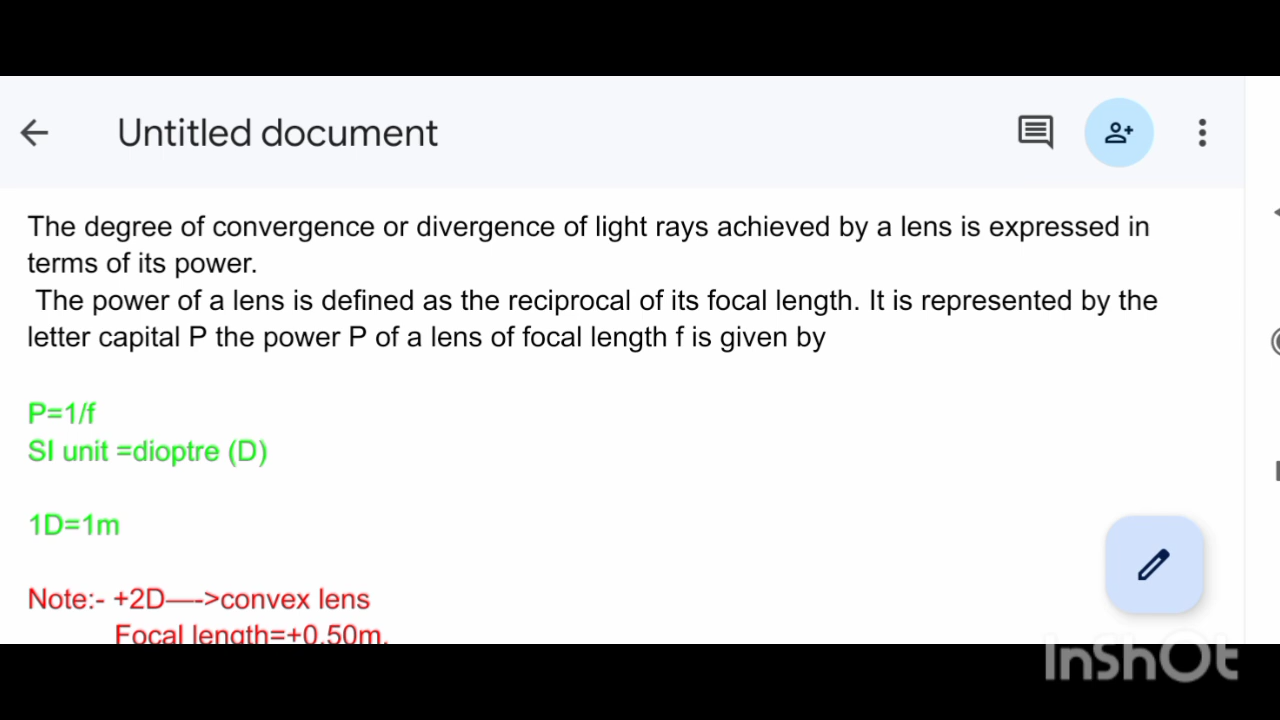 Untitled document
The degree of convergence or divergence of light rays achieved by a lens is expressed in
terms of its power.
The power of a lens is defined as the reciprocal of its focal length. It is represented by the
letter capital P the power P of a lens of focal length f is given by
P=1/f
SI unit =dioptre (D)
1D=1m
Note:- +2D—->convex lens
Focal length=+0.50m.
InShOt